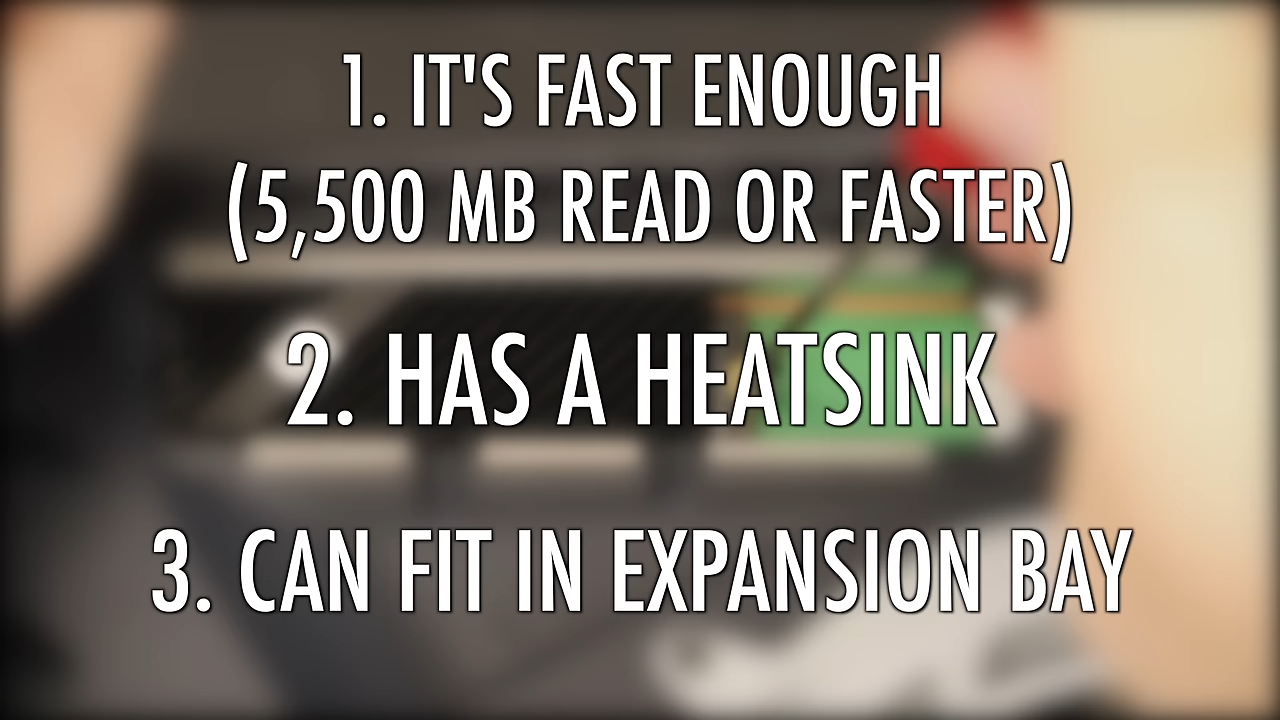 1. IT'S FAST ENOUGH
(5,500 MB READ OR FASTER)
2. HAS A HEATSINK
3. CAN FIT IN EXPANSION BAY